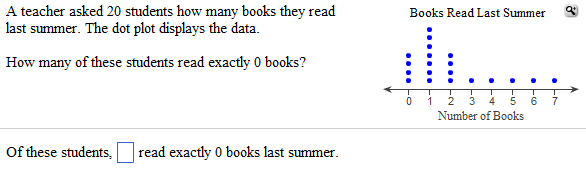 A teacher asked 20 students how many books they read
last summer. The dot plot displays the data.
How many of these students read exactly 0 books?
Books Read Last Summer
0 1 2 3 4 5 6 7
Number of Books
Of these students, read exactly 0 books last summer.